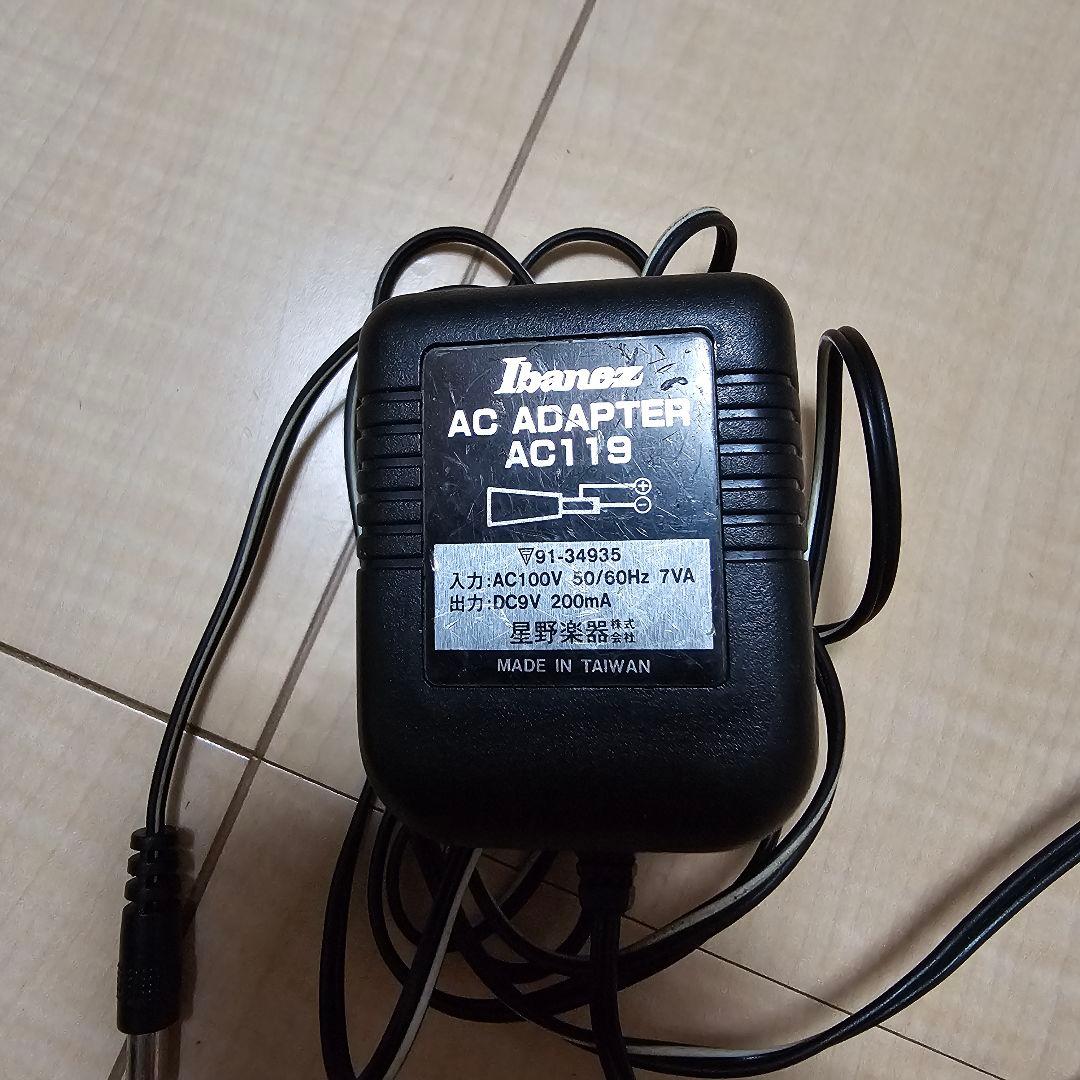 Ibanez
AC ADAPTER
AC119
+
-
▽91-34935
入力:AC100V 50/60Hz 7VA
出力:DC9V 200mA
星野楽器株式会社
MADE IN TAIWAN